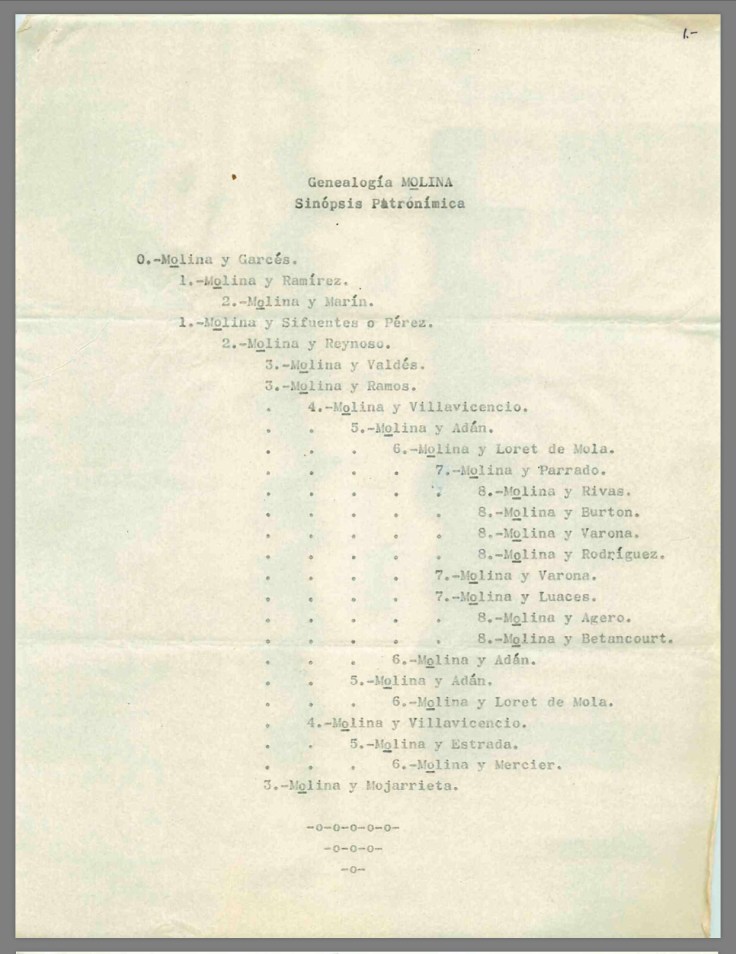 1.-
Genealogía MOLINA
Sinópsis Patronímica
0.-Molina y Garcés.
1.-Molina y Ramírez.
2.-Molina y Marín.
1.-Molina y Sifuentes o Pérez.
2.-Molina y Reynoso.
3.-Molina y Valdés.
3.-Molina y Ramos.
. 4.-Molina y Villavicencio.
. . 5.-Molina y Adán.
. . . 6.-Molina y Loret de Mola.
. . . . 7.-Molina y Parrado.
. . . . . 8.-Molina y Rivas.
. . . . . 8.-Molina y Burton.
. . . . . 8.-Molina y Varona.
. . . . . 8.-Molina y Rodríguez.
. . . . 7.-Molina y Varona.
. . . . 7.-Molina y Luaces.
. . . . . 8.-Molina y Agero.
. . . . . 8.-Molina y Betancourt.
. . . 6.-Molina y Adán.
. . 5.-Molina y Adán.
. . . 6.-Molina y Loret de Mola.
. 4.-Molina y Villavicencio.
. . 5.-Molina y Estrada.
. . . 6.-Molina y Mercier.
3.-Molina y Mojarrieta.
-o-o-o-o-o-
-o-o-o-
-o-